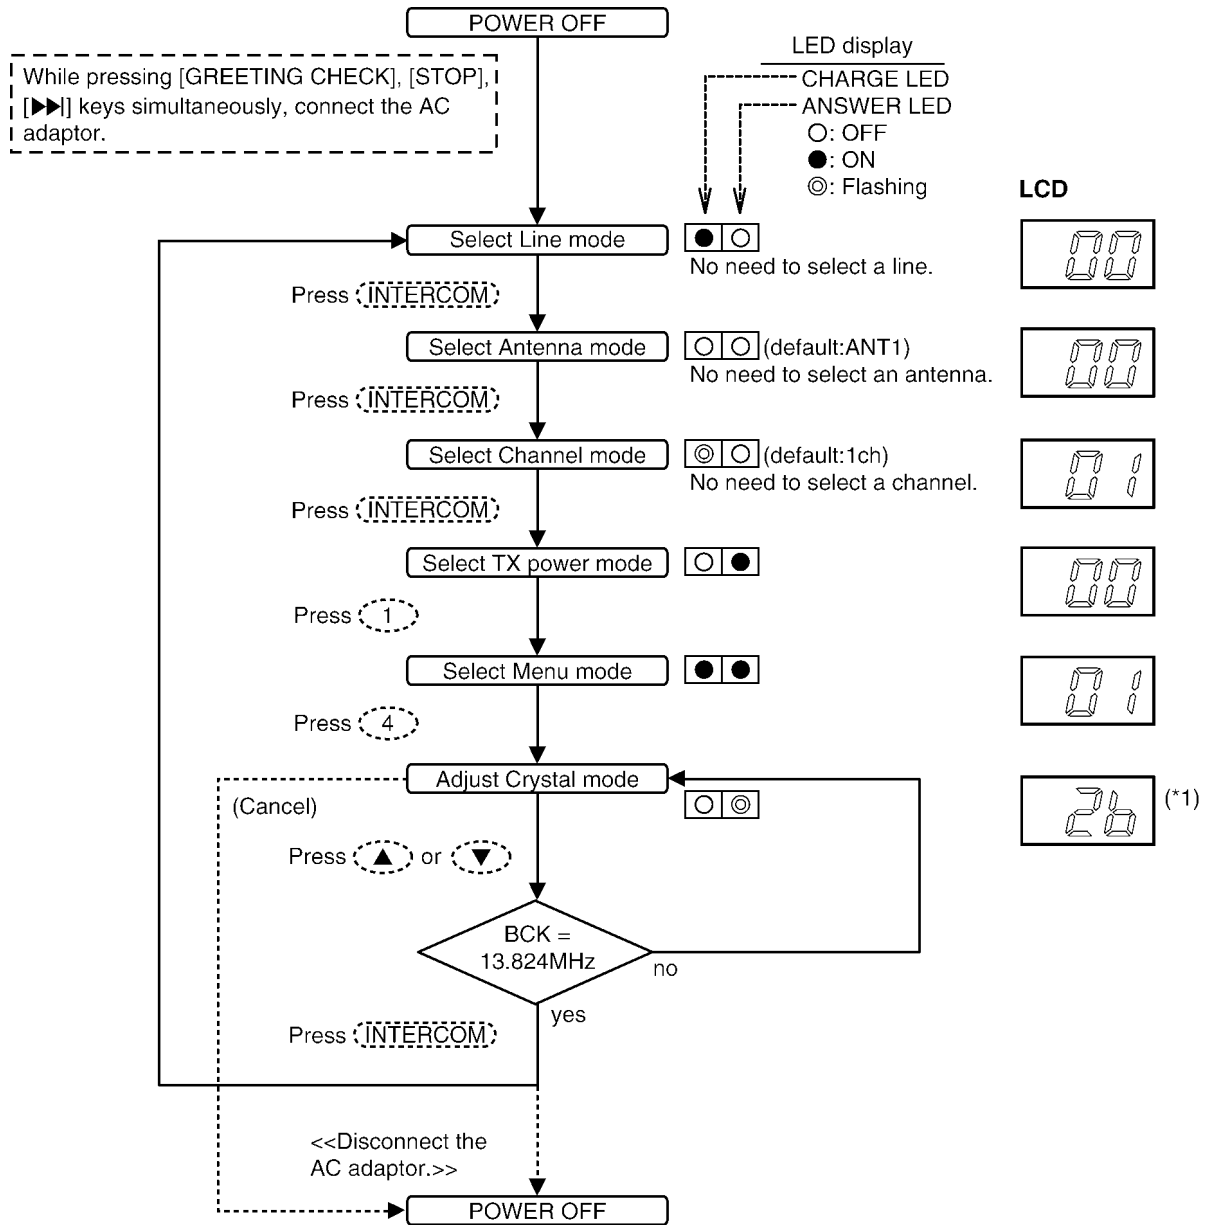 POWER OFF
While pressing [GREETING CHECK], [STOP],
[▶▶|] keys simultaneously, connect the AC
adaptor.
LED display
CHARGE LED
ANSWER LED
○: OFF
●: ON
◎: Flashing
LCD
Select Line mode
No need to select a line.
00
Press INTERCOM
Select Antenna mode
(default:ANT1)
No need to select an antenna.
00
Press INTERCOM
Select Channel mode
(default:1ch)
No need to select a channel.
01
Press INTERCOM
Select TX power mode
00
Press 1
Select Menu mode
01
Press 4
Adjust Crystal mode
26 (*1)
(Cancel)
Press ▲ or ▼
BCK =
13.824MHz
no
yes
Press INTERCOM
<<Disconnect the
AC adaptor.>>
POWER OFF